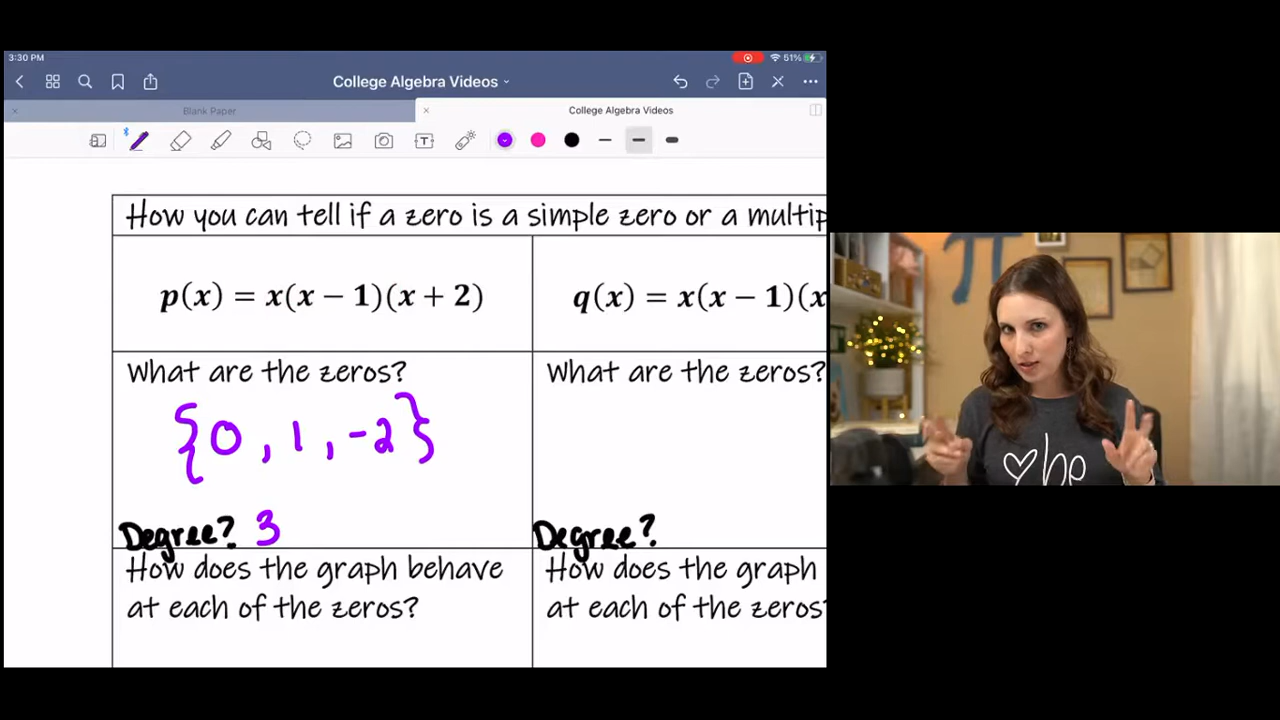 3:30 PM
51%
College Algebra Videos
Blank Paper
College Algebra Videos
How you can tell if a zero is a simple zero or a multip
p(x) = x(x − 1)(x + 2)
q(x) = x(x − 1)(x
What are the zeros?
What are the zeros?
{0, 1, -2}
Degree? 3
Degree?
How does the graph behave
at each of the zeros?
How does the graph
at each of the zeros?
♡he